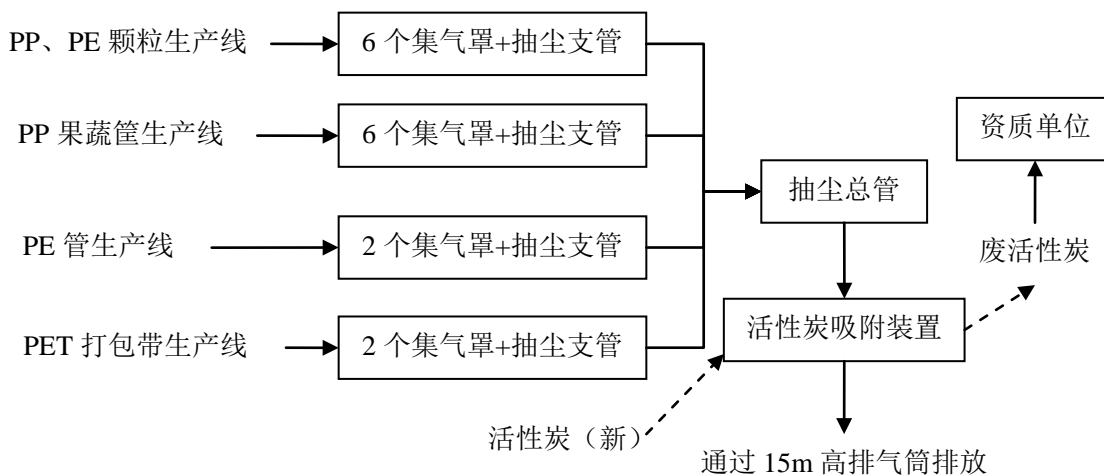 PP、PE 颗粒生产线
6 个集气罩+抽尘支管
PP 果蔬筐生产线
6 个集气罩+抽尘支管
资质单位
抽尘总管
PE 管生产线
2 个集气罩+抽尘支管
废活性炭
PET 打包带生产线
2 个集气罩+抽尘支管
活性炭吸附装置
活性炭（新）
通过 15m 高排气筒排放